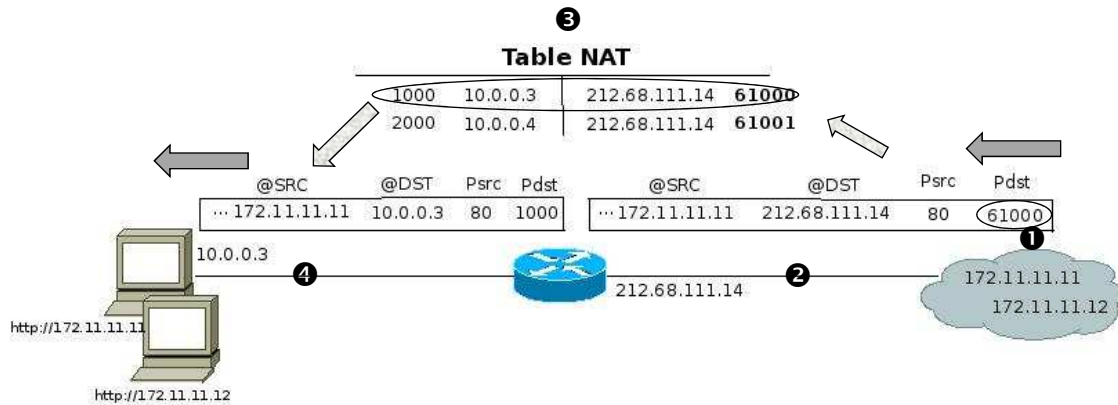 ❸
Table NAT
1000 10.0.0.3 212.68.111.14 61000
2000 10.0.0.4 212.68.111.14 61001
@SRC @DST Psrc Pdst @SRC @DST Psrc Pdst
... 172.11.11.11 10.0.0.3 80 1000 ... 172.11.11.11 212.68.111.14 80 61000
❶
10.0.0.3
❹
❷
212.68.111.14
172.11.11.11
172.11.11.12
http://172.11.11.11
http://172.11.11.12